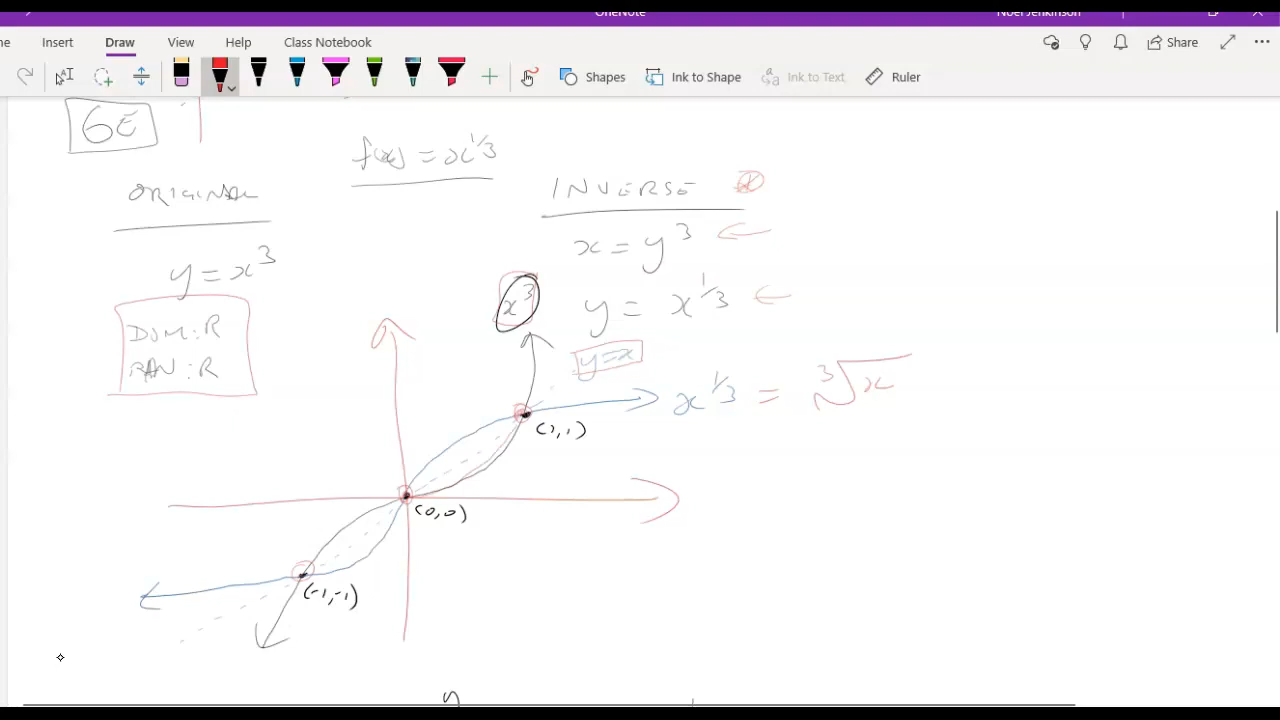 OneNote
Noel Jenkinson
Insert Draw View Help Class Notebook Share
Shapes Ink to Shape Ink to Text Ruler
6E
f(x) = x^1/3
ORIGINAL
INVERSE
y = x^3
x = y^3
DOM: R
RAN: R
x^3
y = x^1/3
y=x
x^1/3 = ∛x
(1,1)
(0,0)
(-1,-1)